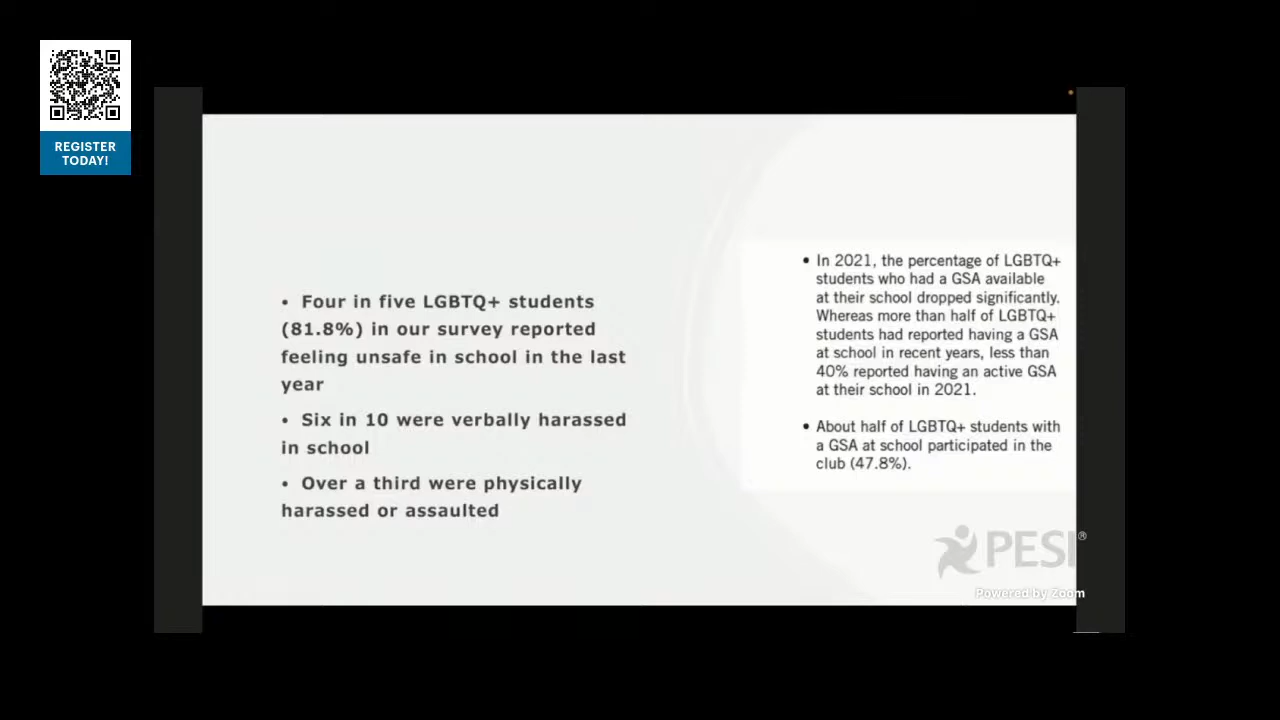 REGISTER
TODAY!
• Four in five LGBTQ+ students
(81.8%) in our survey reported
feeling unsafe in school in the last
year
• Six in 10 were verbally harassed
in school
• Over a third were physically
harassed or assaulted
• In 2021, the percentage of LGBTQ+
students who had a GSA available
at their school dropped significantly.
Whereas more than half of LGBTQ+
students had reported having a GSA
at school in recent years, less than
40% reported having an active GSA
at their school in 2021.
• About half of LGBTQ+ students with
a GSA at school participated in the
club (47.8%).
PESI®
Powered by Zoom